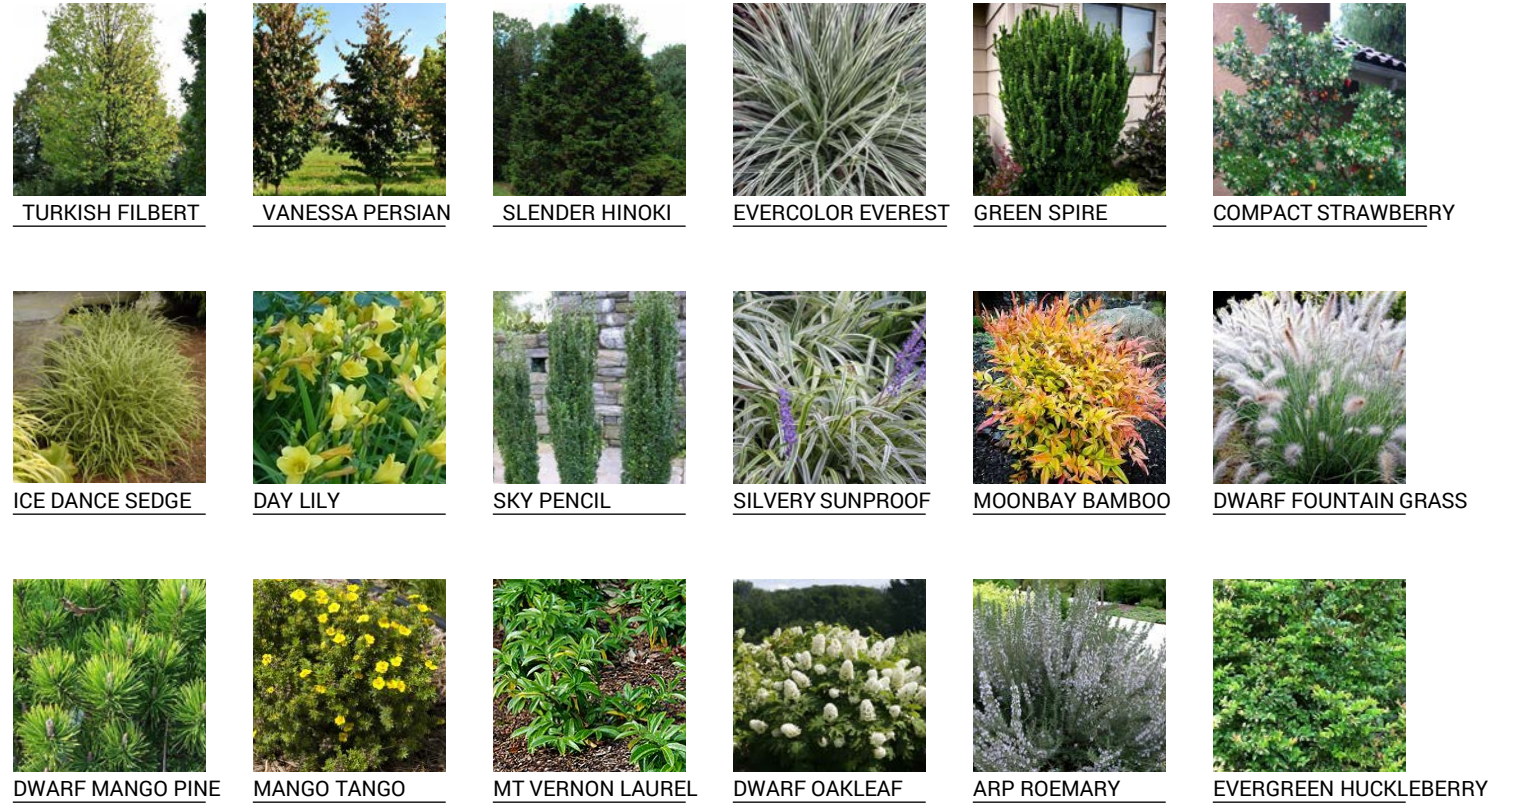 TURKISH FILBERT
VANESSA PERSIAN
SLENDER HINOKI
EVERCOLOR EVEREST
GREEN SPIRE
COMPACT STRAWBERRY
ICE DANCE SEDGE
DAY LILY
SKY PENCIL
SILVERY SUNPROOF
MOONBAY BAMBOO
DWARF FOUNTAIN GRASS
DWARF MANGO PINE
MANGO TANGO
MT VERNON LAUREL
DWARF OAKLEAF
ARP ROEMARY
EVERGREEN HUCKLEBERRY